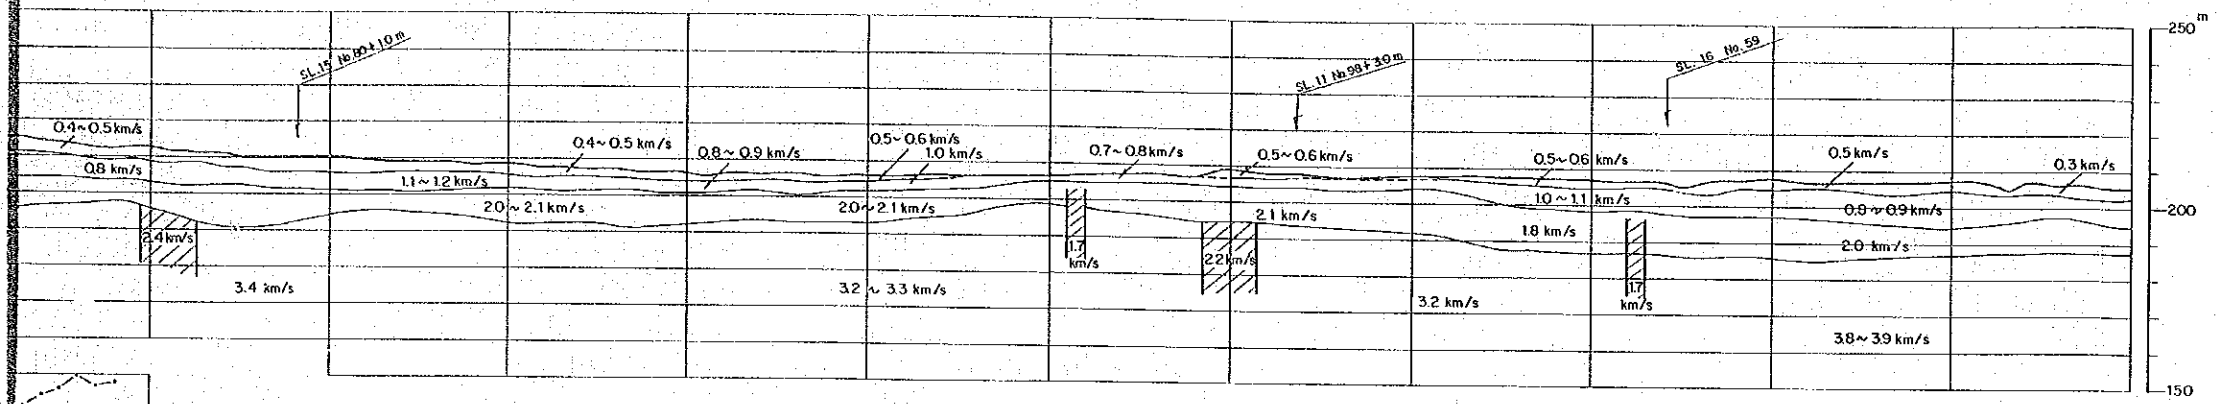 m
250
SL.15 No.80+10m
SL.11 No.98+30m
SL.16 No.59
0.4~0.5 km/s
0.4~0.5 km/s
0.8~0.9 km/s
0.5~0.6 km/s
1.0 km/s
0.7~0.8 km/s
0.5~0.6 km/s
0.5~0.6 km/s
0.5 km/s
0.3 km/s
0.8 km/s
1.1~1.2 km/s
1.0~1.1 km/s
2.0~2.1 km/s
2.0~2.1 km/s
2.1 km/s
0.8~0.9 km/s
200
2.4 km/s
1.8 km/s
2.0 km/s
1.7
km/s
2.2 km/s
3.4 km/s
3.2~3.3 km/s
3.2 km/s
1.7
km/s
3.8~3.9 km/s
150